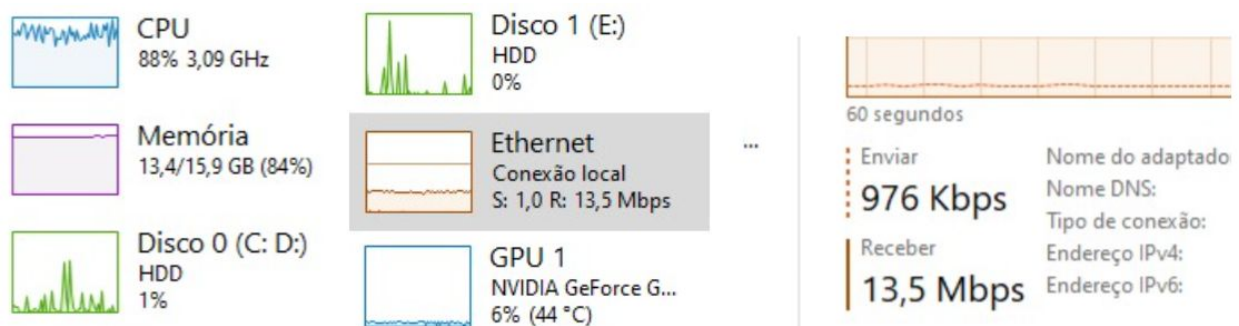 CPU
88% 3,09 GHz
Memória
13,4/15,9 GB (84%)
Disco 0 (C: D:)
HDD
1%
Disco 1 (E:)
HDD
0%
Ethernet
Conexão local
S: 1,0 R: 13,5 Mbps
GPU 1
NVIDIA GeForce G...
6% (44 °C)
...
60 segundos
Enviar
976 Kbps
Receber
13,5 Mbps
Nome do adaptado
Nome DNS:
Tipo de conexão:
Endereço IPv4:
Endereço IPv6: